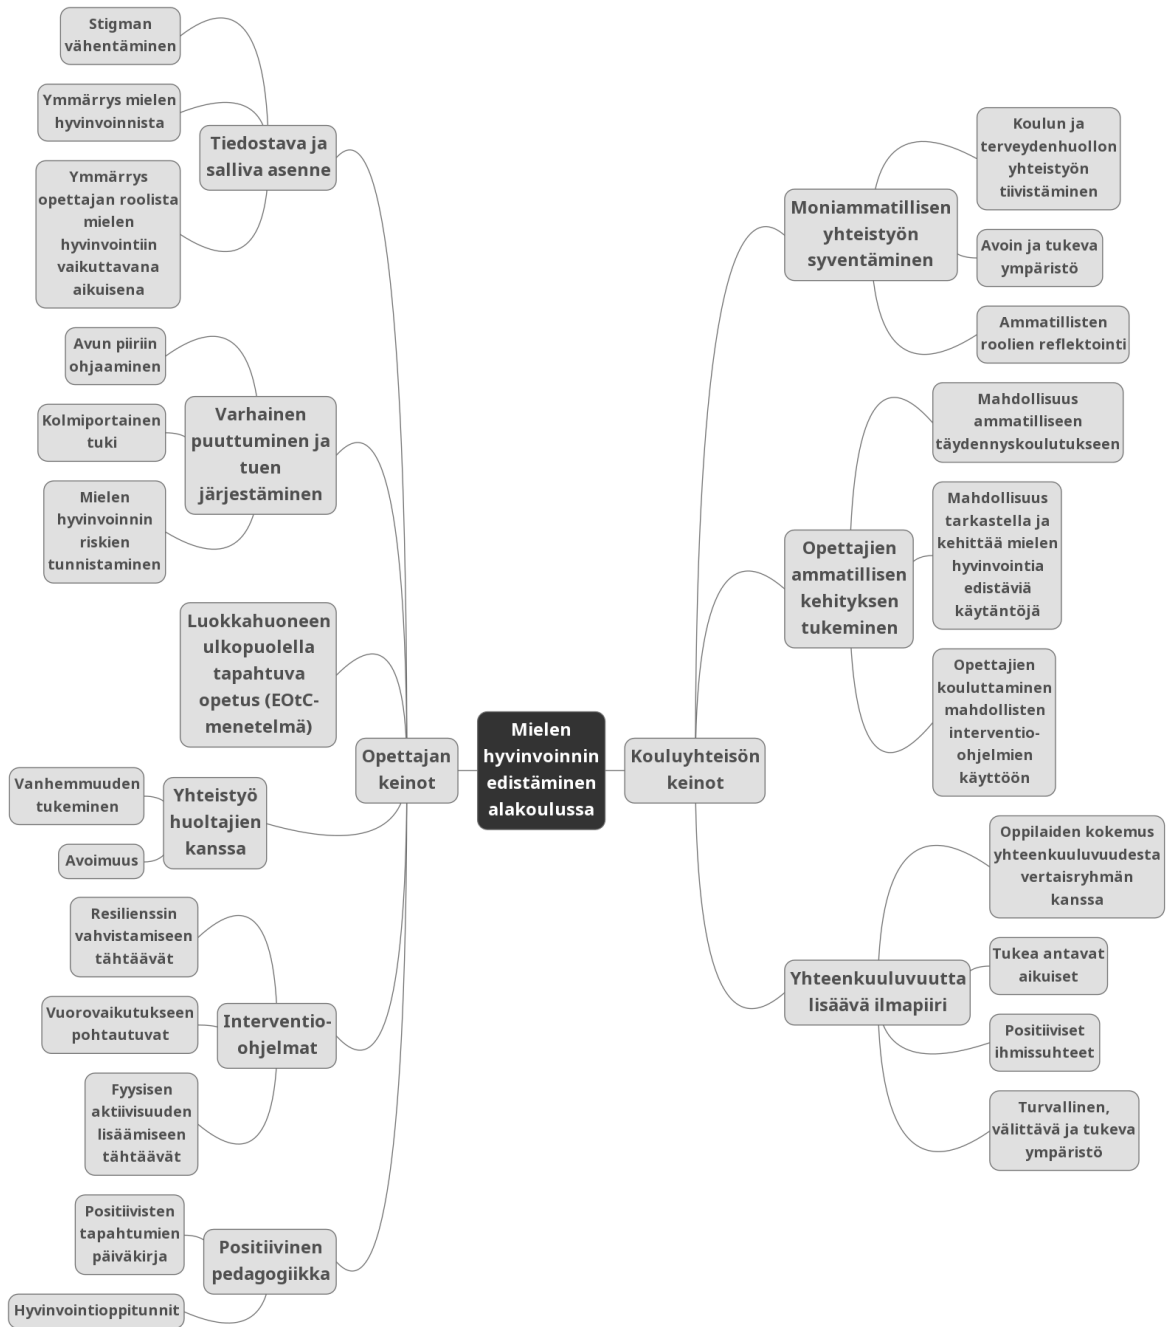 Stigman
vähentäminen
Ymmärrys mielen
hyvinvoinnista
Ymmärrys
opettajan roolista
mielen
hyvinvointiin
vaikuttavana
aikuisena
Tiedostava ja
salliva asenne
Avun piiriin
ohjaaminen
Kolmiportainen
tuki
Mielen
hyvinvoinnin
riskien
tunnistaminen
Varhainen
puuttuminen ja
tuen
järjestäminen
Luokkahuoneen
ulkopuolella
tapahtuva
opetus (EOtC-
menetelmä)
Vanhemmuuden
tukeminen
Avoimuus
Yhteistyö
huoltajien
kanssa
Resilienssin
vahvistamiseen
tähtäävät
Vuorovaikutukseen
pohtautuvat
Fyysisen
aktiivisuuden
lisäämiseen
tähtäävät
Interventio-
ohjelmat
Positiivisten
tapahtumien
päiväkirja
Hyvinvointioppitunnit
Positiivinen
pedagogiikka
Opettajan
keinot
Mielen
hyvinvoinnin
edistäminen
alakoulussa
Kouluyhteisön
keinot
Moniammatillisen
yhteistyön
syventäminen
Koulun ja
terveydenhuollon
yhteistyön
tiivistäminen
Avoin ja tukeva
ympäristö
Ammatillisten
roolien reflektointi
Opettajien
ammatillisen
kehityksen
tukeminen
Mahdollisuus
ammatilliseen
täydennyskoulutukseen
Mahdollisuus
tarkastella ja
kehittää mielen
hyvinvointia
edistäviä
käytäntöjä
Opettajien
kouluttaminen
mahdollisten
interventio-
ohjelmien
käyttöön
Yhteenkuuluvuutta
lisäävä ilmapiiri
Oppilaiden kokemus
yhteenkuuluvuudesta
vertaisryhmän
kanssa
Tukea antavat
aikuiset
Positiiviset
ihmissuhteet
Turvallinen,
välittävä ja tukeva
ympäristö